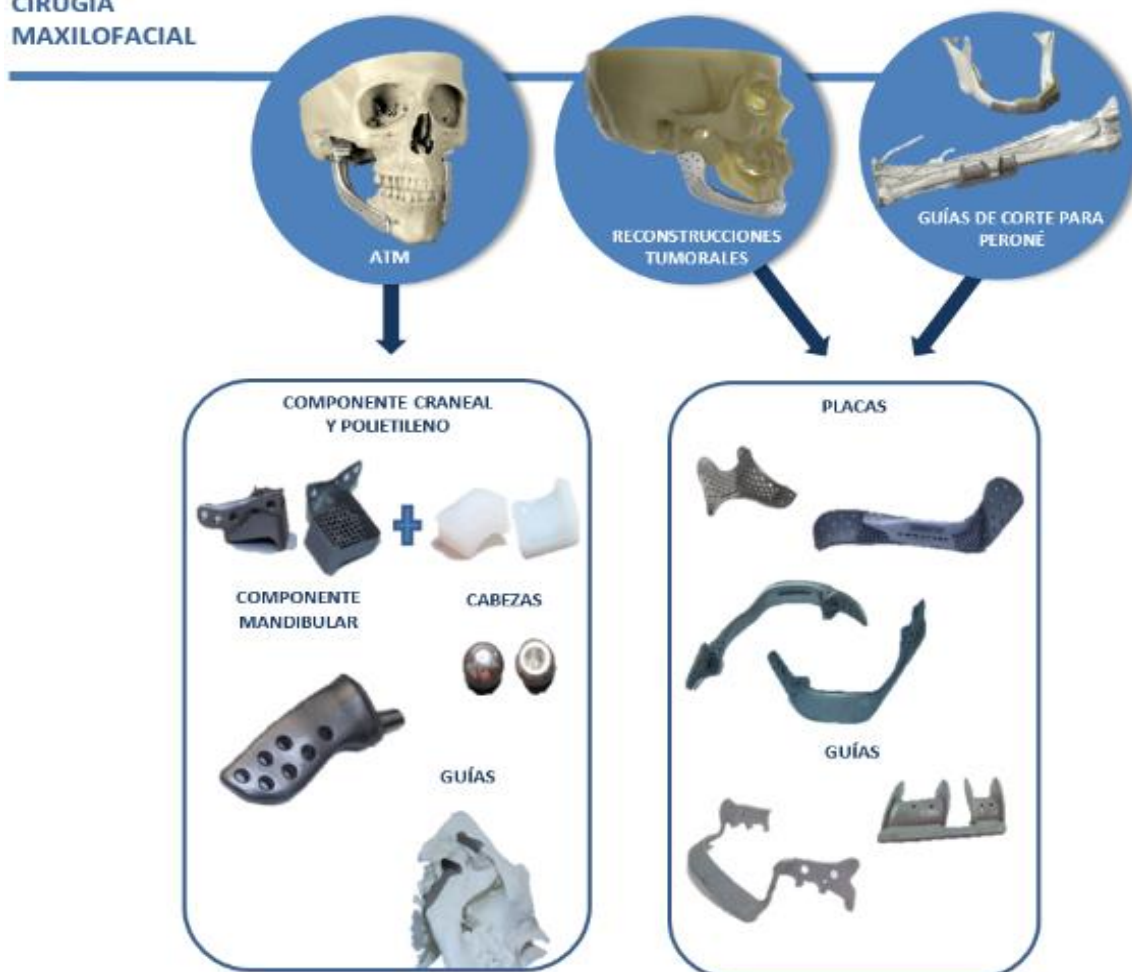 CIRUGÍA
MAXILOFACIAL
ATM
RECONSTRUCCIONES
TUMORALES
GUÍAS DE CORTE PARA
PERONÉ
COMPONENTE CRANEAL
Y POLIETILENO
COMPONENTE
MANDIBULAR
CABEZAS
GUÍAS
PLACAS
GUÍAS